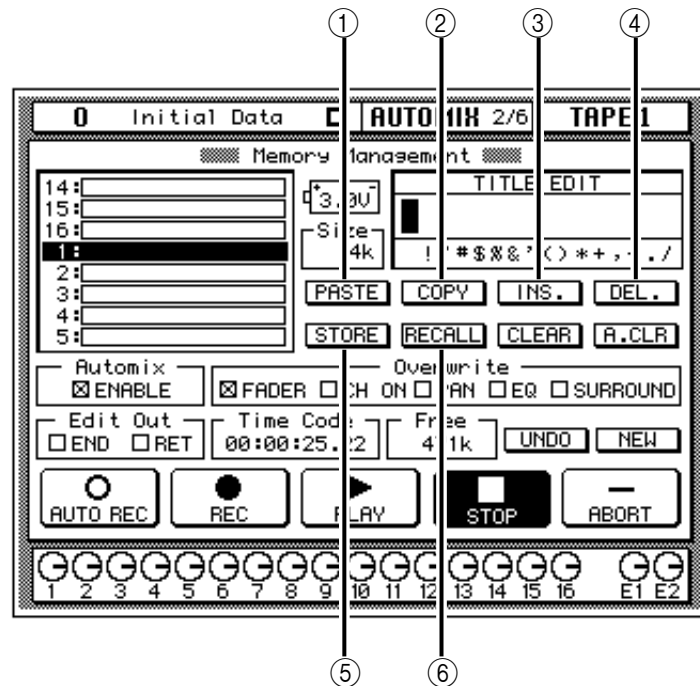 ① ② ③ ④
0 Initial Data AUTOMIX 2/6 TAPE 1
Memory Management
14:
15:
16:
1:
2:
3:
4:
5:
Size
4k
TITLE EDIT
PASTE COPY INS. DEL.
STORE RECALL CLEAR A.CLR
Automix
ENABLE
Overwrite
FADER CH ON PAN EQ SURROUND
Edit Out
END RET
Time Code
00:00:25.22
Free
UNDO NEW
AUTO REC REC PLAY STOP ABORT
1 2 3 4 5 6 7 8 9 10 11 12 13 14 15 16 E1 E2
⑤ ⑥